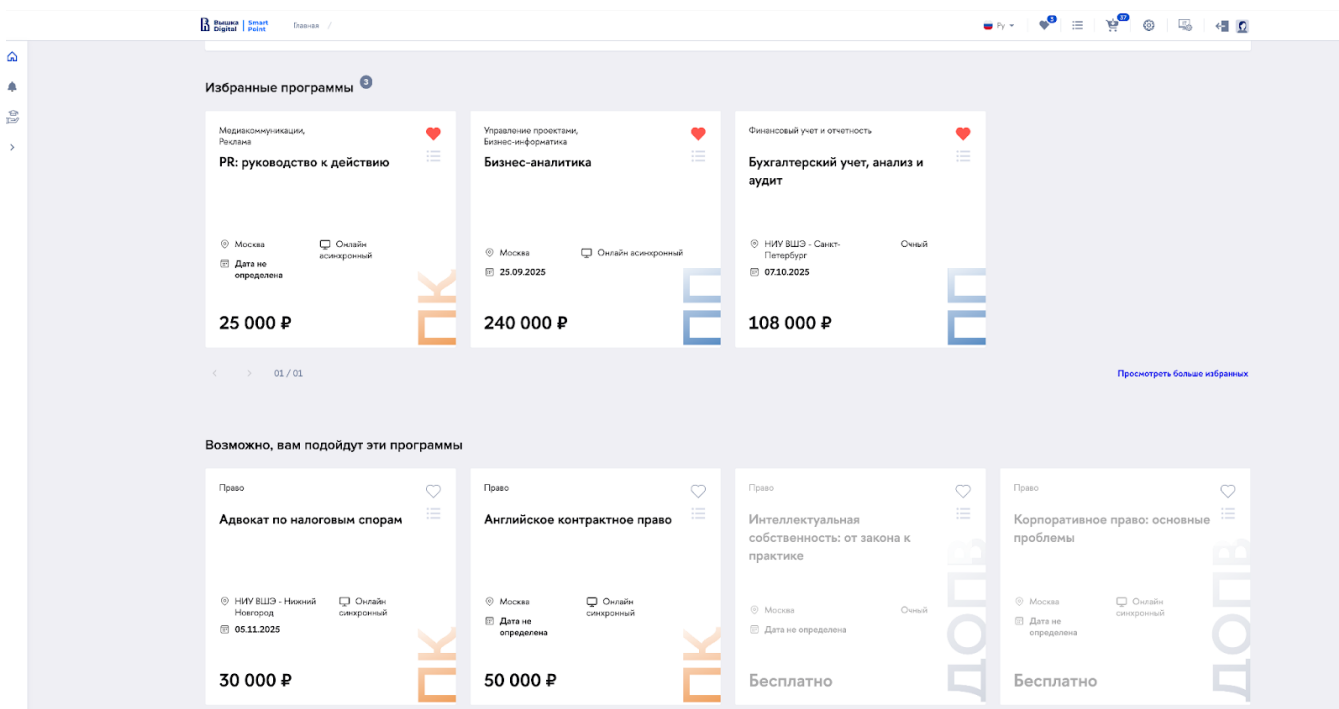 Вышка | Smart
Digital | Point
Главная /
Ру
3
37
Избранные программы 3
Медиакоммуникации,
Реклама
PR: руководство к действию
Москва
Онлайн
асинхронный
Дата не
определена
25 000 ₽
ПК
Управление проектами,
Бизнес-информатика
Бизнес-аналитика
Москва
Онлайн асинхронный
25.09.2025
240 000 ₽
ПП
Финансовый учет и отчетность
Бухгалтерский учет, анализ и
аудит
НИУ ВШЭ - Санкт-
Петербург
Очный
07.10.2025
108 000 ₽
ПП
01 / 01
Просмотреть больше избранных
Возможно, вам подойдут эти программы
Право
Адвокат по налоговым спорам
НИУ ВШЭ - Нижний
Новгород
Онлайн
синхронный
05.11.2025
30 000 ₽
ПК
Право
Английское контрактное право
Москва
Онлайн
синхронный
Дата не
определена
50 000 ₽
ПК
Право
Интеллектуальная
собственность: от закона к
практике
Москва
Очный
Дата не определена
Бесплатно
ДОПВ
Право
Корпоративное право: основные
проблемы
Москва
Онлайн
синхронный
Дата не
определена
Бесплатно
ДОПВ